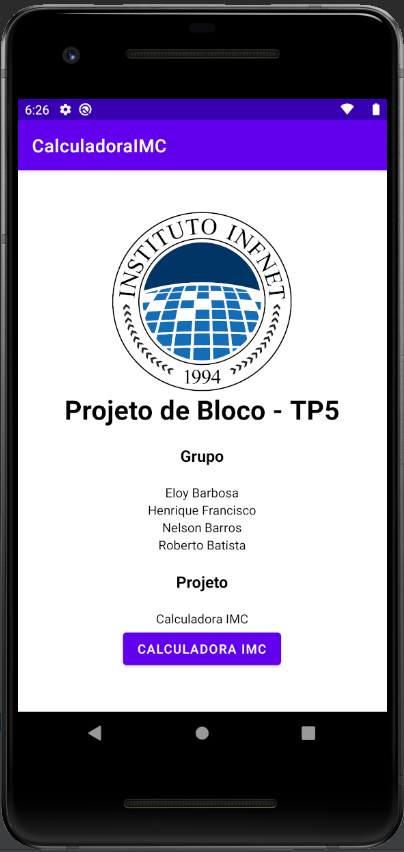 6:26
CalculadoraIMC
INSTITUTO INFNET
1994
Projeto de Bloco - TP5
Grupo
Eloy Barbosa
Henrique Francisco
Nelson Barros
Roberto Batista
Projeto
Calculadora IMC
CALCULADORA IMC